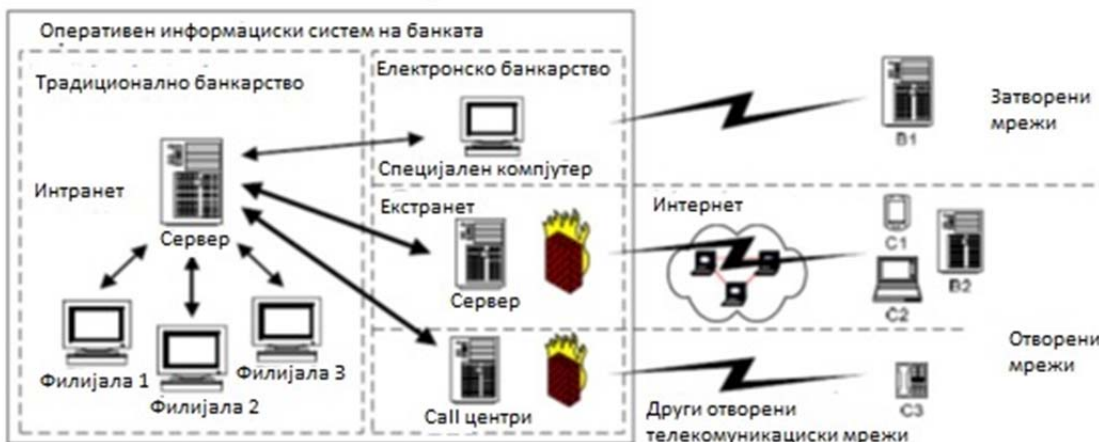 Оперативен информациски систем на банката
Традиционално банкарство
Електронско банкарство
Затворени
мрежи
B1
Специјален компјутер
Интранет
Екстранет
Интернет
C1
Сервер
Сервер
C2
B2
Филијала 1
Филијала 2
Филијала 3
Call центри
Отворени
мрежи
Други отворени
телекомуникациски мрежи
C3